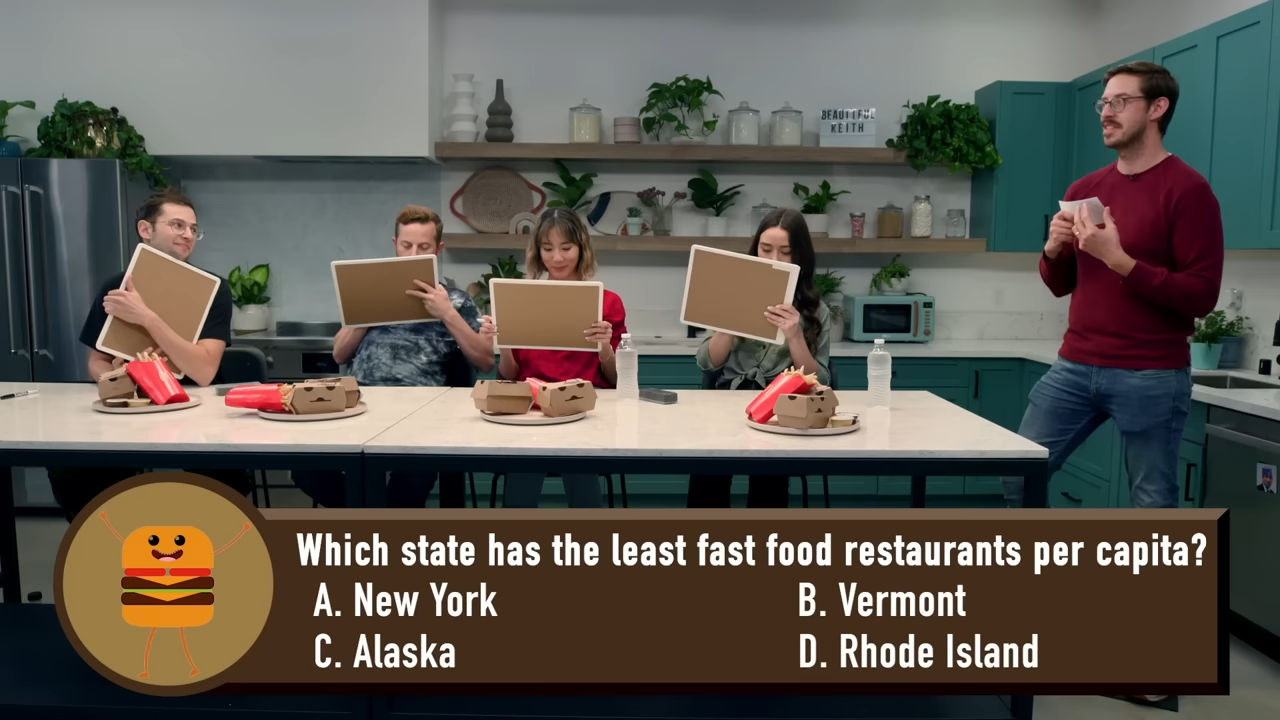 BEAUTIFUL
KEITH
Which state has the least fast food restaurants per capita?
A. New York
B. Vermont
C. Alaska
D. Rhode Island